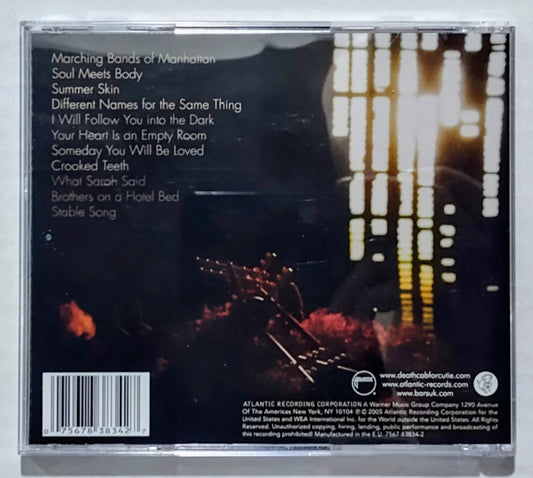 Marching Bands of Manhattan
Soul Meets Body
Summer Skin
Different Names for the Same Thing
I Will Follow You into the Dark
Your Heart Is an Empty Room
Someday You Will Be Loved
Crooked Teeth
What Sarah Said
Brothers on a Hotel Bed
Stable Song
www.deathcabforcutie.com
www.atlantic-records.com
www.barsuk.com
ATLANTIC RECORDING CORPORATION A Warner Music Group Company 1290 Avenue
Of The Americas New York, NY 10104 ℗ © 2005 Atlantic Recording Corporation for the
United States and WEA International Inc. for the World outside the United States. All
Rights Reserved. Unauthorized copying, hiring, lending, public performance and broadcasting of
this recording prohibited! Manufactured in the E.U. 7567-83834-2
0 75678 38342 7